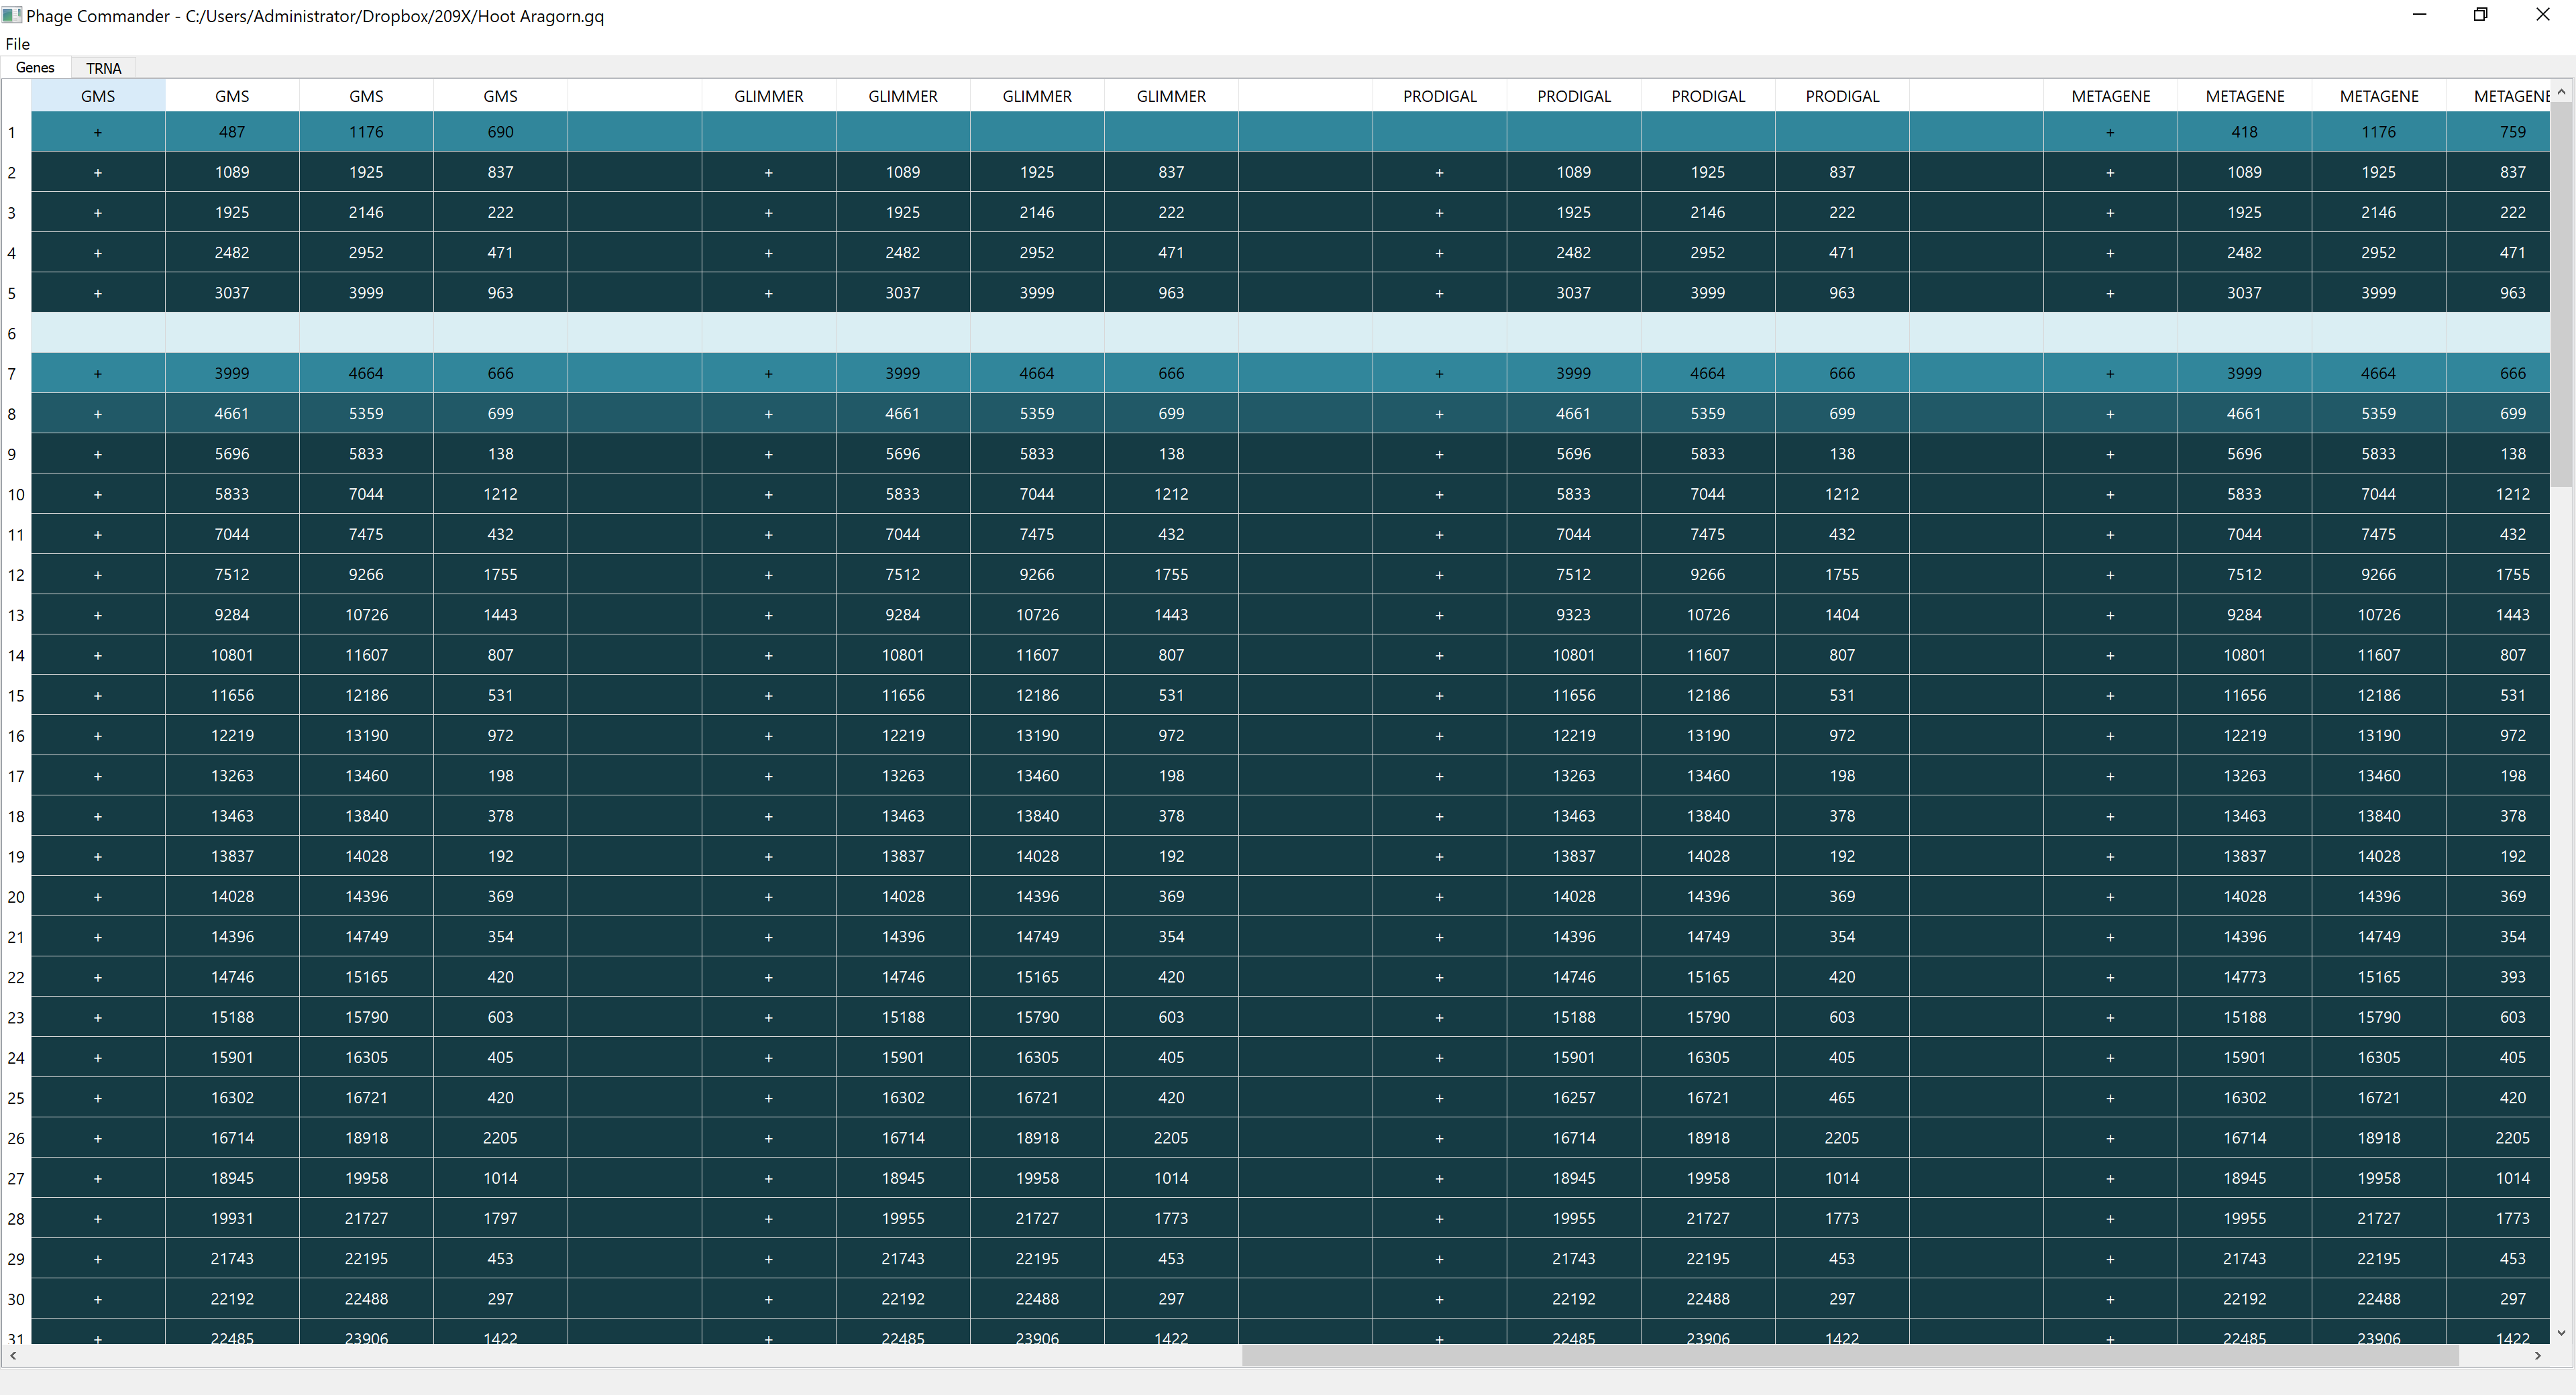 Phage Commander - C:/Users/Administrator/Dropbox/209X/Hoot Aragorn.gq
File
Genes TRNA
GMS GMS GMS GMS GLIMMER GLIMMER GLIMMER GLIMMER PRODIGAL PRODIGAL PRODIGAL PRODIGAL METAGENE METAGENE METAGENE METAGENE
1 + 487 1176 690 + 418 1176 759
2 + 1089 1925 837 + 1089 1925 837 + 1089 1925 837 + 1089 1925 837
3 + 1925 2146 222 + 1925 2146 222 + 1925 2146 222 + 1925 2146 222
4 + 2482 2952 471 + 2482 2952 471 + 2482 2952 471 + 2482 2952 471
5 + 3037 3999 963 + 3037 3999 963 + 3037 3999 963 + 3037 3999 963
6
7 + 3999 4664 666 + 3999 4664 666 + 3999 4664 666 + 3999 4664 666
8 + 4661 5359 699 + 4661 5359 699 + 4661 5359 699 + 4661 5359 699
9 + 5696 5833 138 + 5696 5833 138 + 5696 5833 138 + 5696 5833 138
10 + 5833 7044 1212 + 5833 7044 1212 + 5833 7044 1212 + 5833 7044 1212
11 + 7044 7475 432 + 7044 7475 432 + 7044 7475 432 + 7044 7475 432
12 + 7512 9266 1755 + 7512 9266 1755 + 7512 9266 1755 + 7512 9266 1755
13 + 9284 10726 1443 + 9284 10726 1443 + 9323 10726 1404 + 9284 10726 1443
14 + 10801 11607 807 + 10801 11607 807 + 10801 11607 807 + 10801 11607 807
15 + 11656 12186 531 + 11656 12186 531 + 11656 12186 531 + 11656 12186 531
16 + 12219 13190 972 + 12219 13190 972 + 12219 13190 972 + 12219 13190 972
17 + 13263 13460 198 + 13263 13460 198 + 13263 13460 198 + 13263 13460 198
18 + 13463 13840 378 + 13463 13840 378 + 13463 13840 378 + 13463 13840 378
19 + 13837 14028 192 + 13837 14028 192 + 13837 14028 192 + 13837 14028 192
20 + 14028 14396 369 + 14028 14396 369 + 14028 14396 369 + 14028 14396 369
21 + 14396 14749 354 + 14396 14749 354 + 14396 14749 354 + 14396 14749 354
22 + 14746 15165 420 + 14746 15165 420 + 14746 15165 420 + 14773 15165 393
23 + 15188 15790 603 + 15188 15790 603 + 15188 15790 603 + 15188 15790 603
24 + 15901 16305 405 + 15901 16305 405 + 15901 16305 405 + 15901 16305 405
25 + 16302 16721 420 + 16302 16721 420 + 16257 16721 465 + 16302 16721 420
26 + 16714 18918 2205 + 16714 18918 2205 + 16714 18918 2205 + 16714 18918 2205
27 + 18945 19958 1014 + 18945 19958 1014 + 18945 19958 1014 + 18945 19958 1014
28 + 19931 21727 1797 + 19955 21727 1773 + 19955 21727 1773 + 19955 21727 1773
29 + 21743 22195 453 + 21743 22195 453 + 21743 22195 453 + 21743 22195 453
30 + 22192 22488 297 + 22192 22488 297 + 22192 22488 297 + 22192 22488 297
31 + 22485 23906 1422 + 22485 23906 1422 + 22485 23906 1422 + 22485 23906 1422